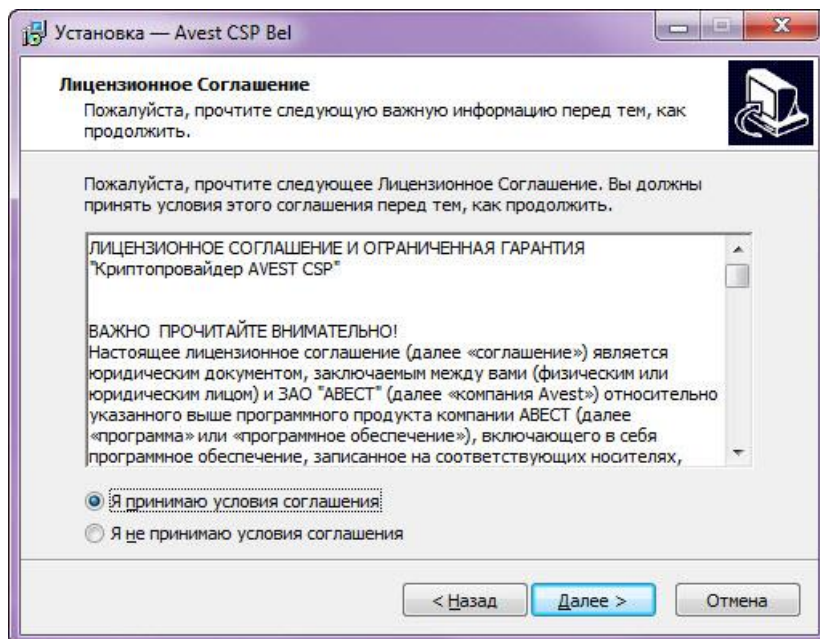 Установка — Avest CSP Bel
Лицензионное Соглашение
Пожалуйста, прочтите следующую важную информацию перед тем, как
продолжить.
Пожалуйста, прочтите следующее Лицензионное Соглашение. Вы должны
принять условия этого соглашения перед тем, как продолжить.
ЛИЦЕНЗИОННОЕ СОГЛАШЕНИЕ И ОГРАНИЧЕННАЯ ГАРАНТИЯ
"Криптопровайдер AVEST CSP"
ВАЖНО  ПРОЧИТАЙТЕ ВНИМАТЕЛЬНО!
Настоящее лицензионное соглашение (далее «соглашение») является
юридическим документом, заключаемым между вами (физическим или
юридическим лицом) и ЗАО "АВЕСТ" (далее «компания Avest») относительно
указанного выше программного продукта компании АВЕСТ (далее
«программа» или «программное обеспечение»), включающего в себя
программное обеспечение, записанное на соответствующих носителях,
Я принимаю условия соглашения
Я не принимаю условия соглашения
< Назад
Далее >
Отмена